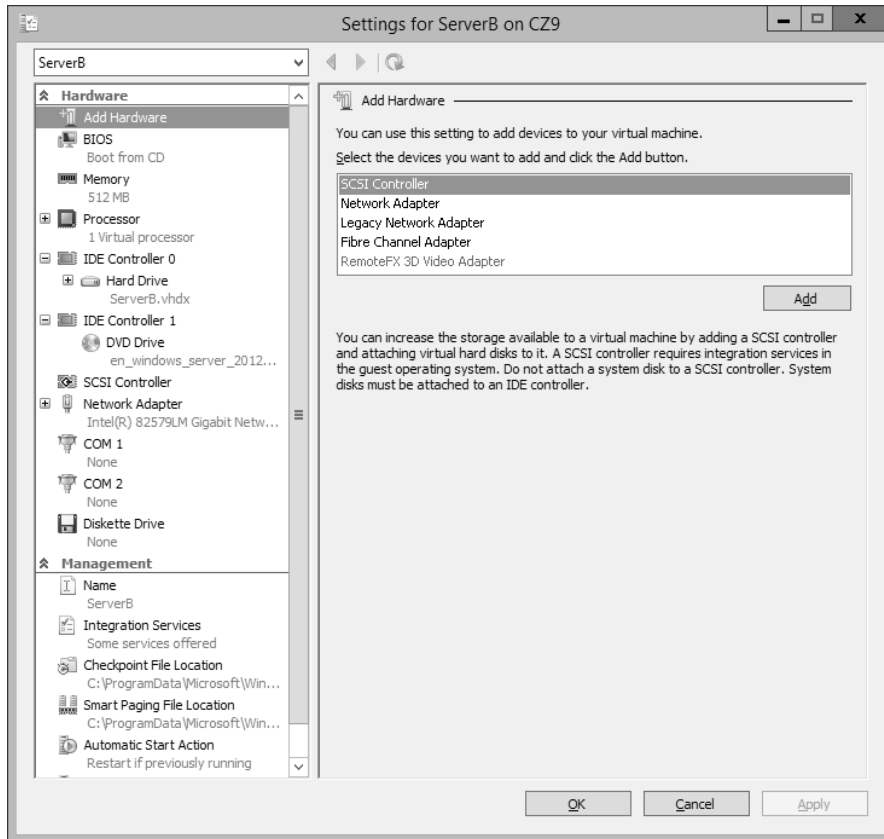 Settings for ServerB on CZ9
ServerB
Hardware
Add Hardware
BIOS
Boot from CD
Memory
512 MB
Processor
1 Virtual processor
IDE Controller 0
Hard Drive
ServerB.vhdx
IDE Controller 1
DVD Drive
en_windows_server_2012...
SCSI Controller
Network Adapter
Intel(R) 82579LM Gigabit Netw...
COM 1
None
COM 2
None
Diskette Drive
None
Management
Name
ServerB
Integration Services
Some services offered
Checkpoint File Location
C:\ProgramData\Microsoft\Win...
Smart Paging File Location
C:\ProgramData\Microsoft\Win...
Automatic Start Action
Restart if previously running
Add Hardware
You can use this setting to add devices to your virtual machine.
Select the devices you want to add and click the Add button.
SCSI Controller
Network Adapter
Legacy Network Adapter
Fibre Channel Adapter
RemoteFX 3D Video Adapter
Add
You can increase the storage available to a virtual machine by adding a SCSI controller
and attaching virtual hard disks to it. A SCSI controller requires integration services in
the guest operating system. Do not attach a system disk to a SCSI controller. System
disks must be attached to an IDE controller.
OK
Cancel
Apply